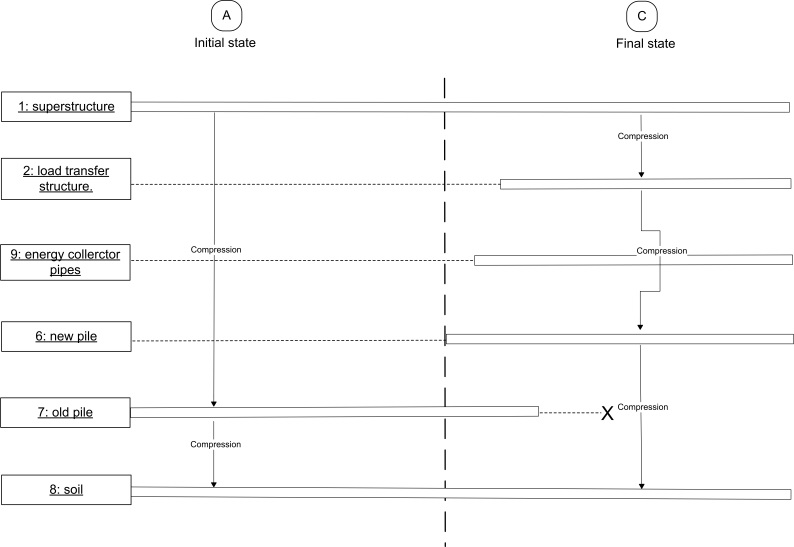 A
C
Initial state
Final state
1: superstructure
Compression
2: load transfer
structure.
9: energy collerctor
pipes
Compression
Compression
6: new pile
7: old pile
X
Compression
Compression
8: soil